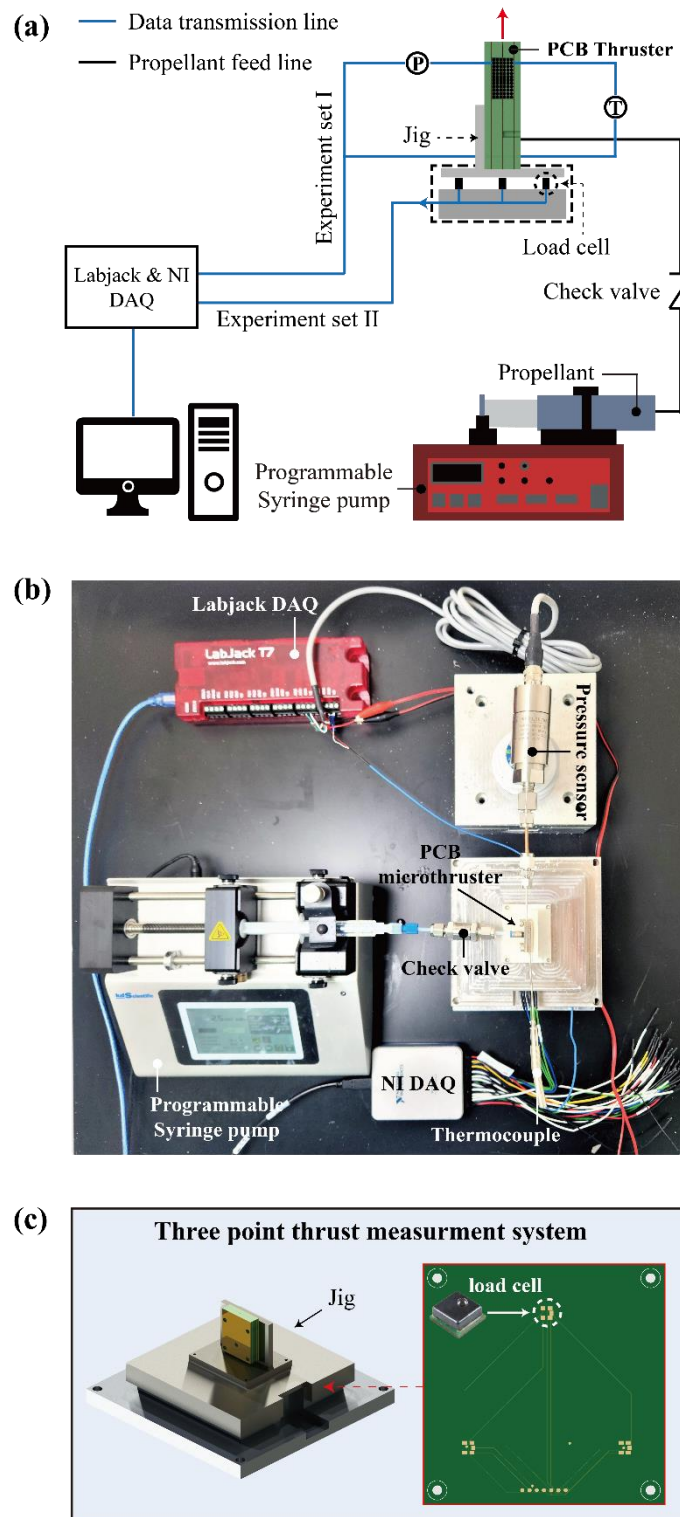 (a)
Data transmission line
Propellant feed line
P
PCB Thruster
T
Jig
Experiment set I
Load cell
Labjack & NI
DAQ
Experiment set II
Check valve
Propellant
Programmable
Syringe pump
(b)
Labjack DAQ
LabJack T7
Pressure sensor
PCB
microthruster
Check valve
Scientific
NI DAQ
Programmable
Syringe pump
Thermocouple
(c)
Three point thrust measurment system
Jig
load cell